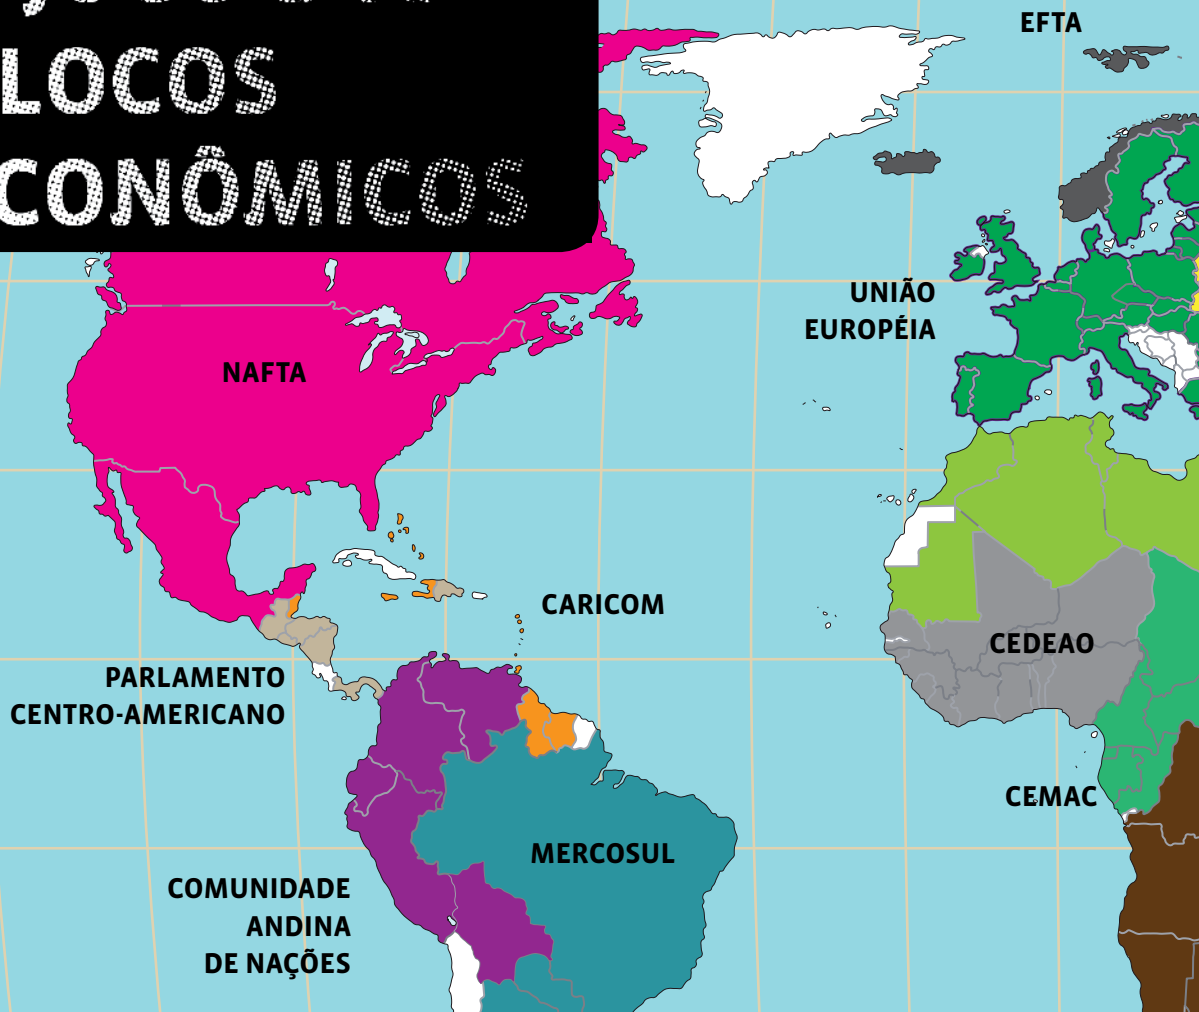 LOCOS
CONÔMICOS
EFTA
UNIÃO
EUROPÉIA
NAFTA
CARICOM
CEDEAO
PARLAMENTO
CENTRO-AMERICANO
CEMAC
MERCOSUL
COMUNIDADE
ANDINA
DE NAÇÕES